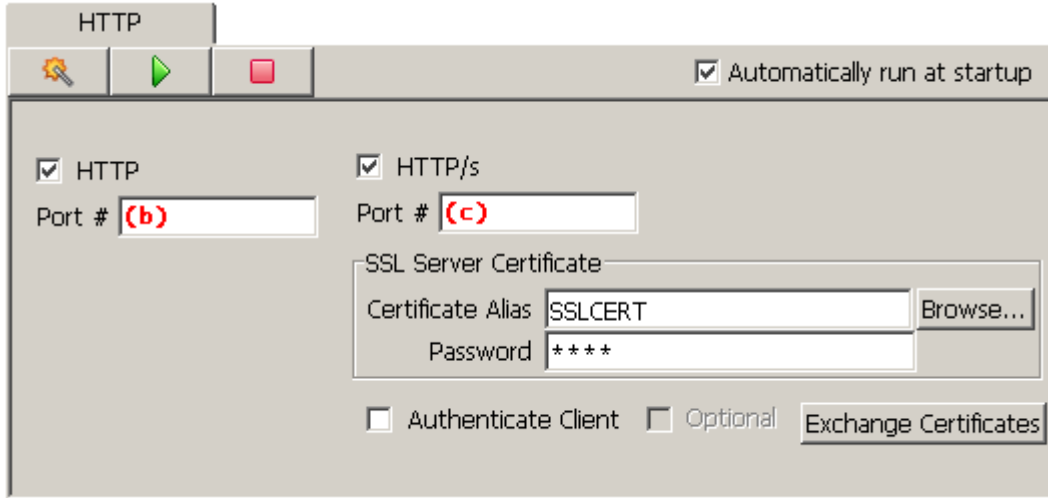 HTTP
Automatically run at startup
HTTP
Port # (b)
HTTP/s
Port # (c)
SSL Server Certificate
Certificate Alias SSLCERT Browse...
Password ****
Authenticate Client Optional Exchange Certificates